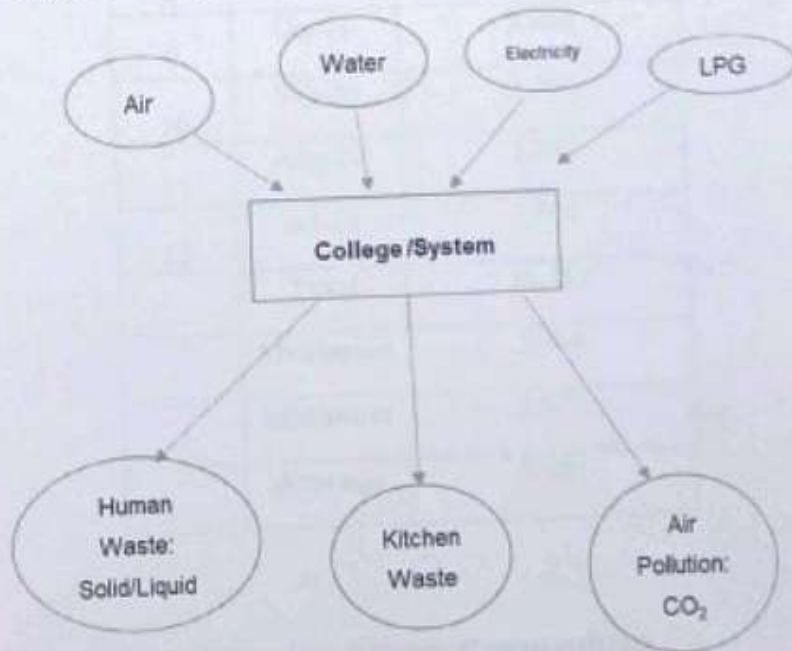 Air
Water
Electricity
LPG
College /System
Human
Waste:
Solid/Liquid
Kitchen
Waste
Air
Pollution:
CO₂